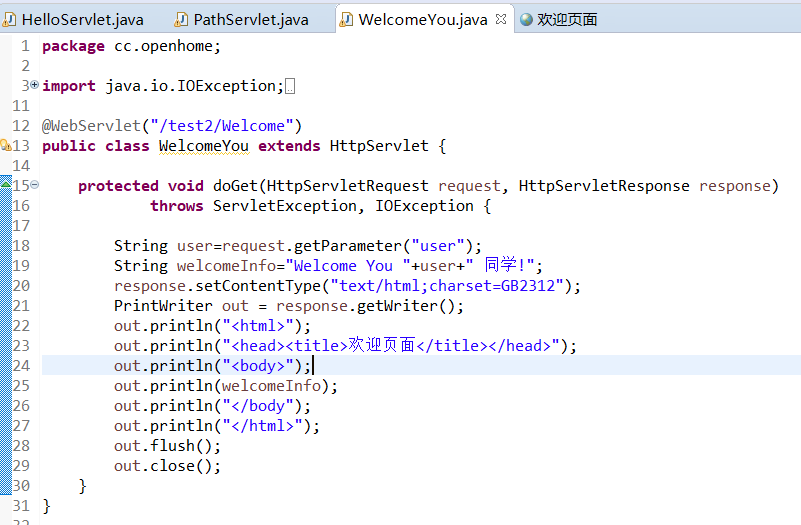 HelloServlet.java PathServlet.java WelcomeYou.java 欢迎页面
1 package cc.openhome;
2
3 import java.io.IOException;
11
12 @WebServlet("/test2/Welcome")
13 public class WelcomeYou extends HttpServlet {
14
15 protected void doGet(HttpServletRequest request, HttpServletResponse response)
16 throws ServletException, IOException {
17
18 String user=request.getParameter("user");
19 String welcomeInfo="Welcome You "+user+" 同学!";
20 response.setContentType("text/html;charset=GB2312");
21 PrintWriter out = response.getWriter();
22 out.println("<html>");
23 out.println("<head><title>欢迎页面</title></head>");
24 out.println("<body>");
25 out.println(welcomeInfo);
26 out.println("</body");
27 out.println("</html>");
28 out.flush();
29 out.close();
30 }
31 }
32